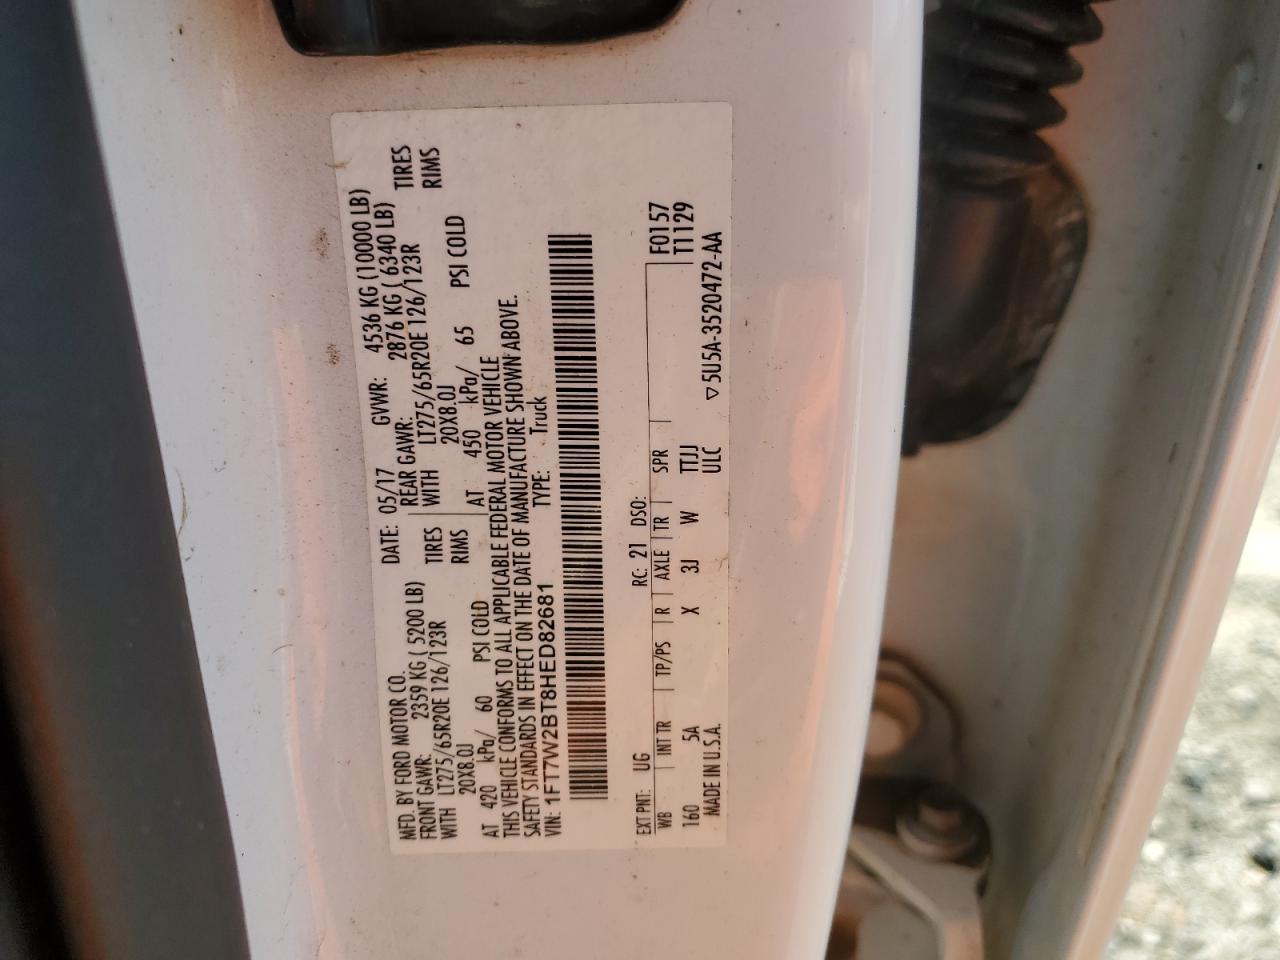 MFD. BY FORD MOTOR CO. DATE: 05/17 GVWR: 4536 KG (10000 LB)
FRONT GAWR: 2359 KG ( 5200 LB) REAR GAWR: 2876 KG ( 6340 LB)
WITH LT275/65R20E 126/123R TIRES WITH LT275/65R20E 126/123R TIRES
20X8.0J RIMS 20X8.0J RIMS
AT 420 kPa/ 60 PSI COLD AT 450 kPa/ 65 PSI COLD
THIS VEHICLE CONFORMS TO ALL APPLICABLE FEDERAL MOTOR VEHICLE
SAFETY STANDARDS IN EFFECT ON THE DATE OF MANUFACTURE SHOWN ABOVE.
VIN: 1FT7W2BT8HED82681 TYPE: Truck
EXT PNT: UG RC: 21 DSO: F0157
WB INT TR TP/PS R AXLE TR SPR T1129
160 5A X 3J W TTJJ
MADE IN U.S.A. ULC ▽5U5A-3520472-AA